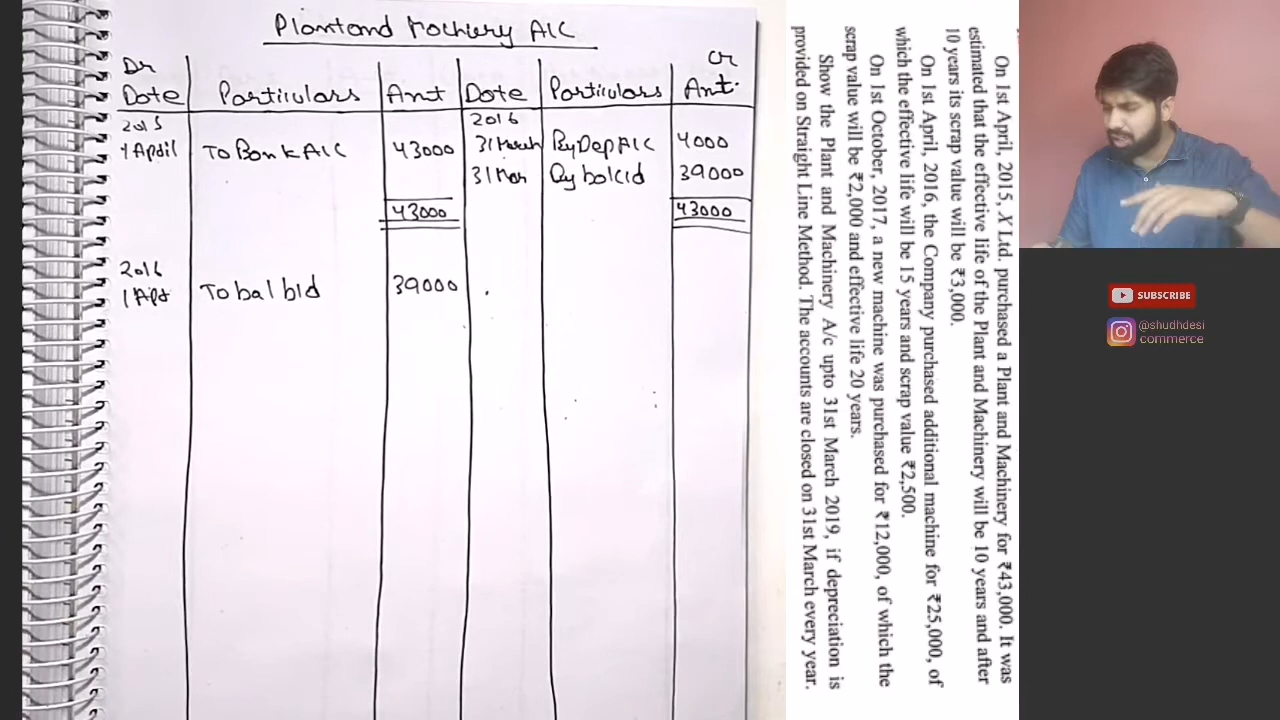 Plantand Mochiery A/C
Dr
Cr
Date Particulars Amt Date Particulars Amt.
2015
2016
1 April To Bonk A/C 43000 31 March By Dep A/C 4000
31 Mar By bolc/d 39000
43000 43000
2016
1 Apr To bal b/d 39000
On 1st April, 2015, X Ltd. purchased a Plant and Machinery for ₹43,000. It was
estimated that the effective life of the Plant and Machinery will be 10 years and after
10 years its scrap value will be ₹3,000.
On 1st April, 2016, the Company purchased additional machine for ₹25,000, of
which the effective life will be 15 years and scrap value ₹2,500.
On 1st October, 2017, a new machine was purchased for ₹12,000, of which the
scrap value will be ₹2,000 and effective life 20 years.
Show the Plant and Machinery A/c upto 31st March 2019, if depreciation is
provided on Straight Line Method. The accounts are closed on 31st March every year.
SUBSCRIBE
@shudhdesi
commerce